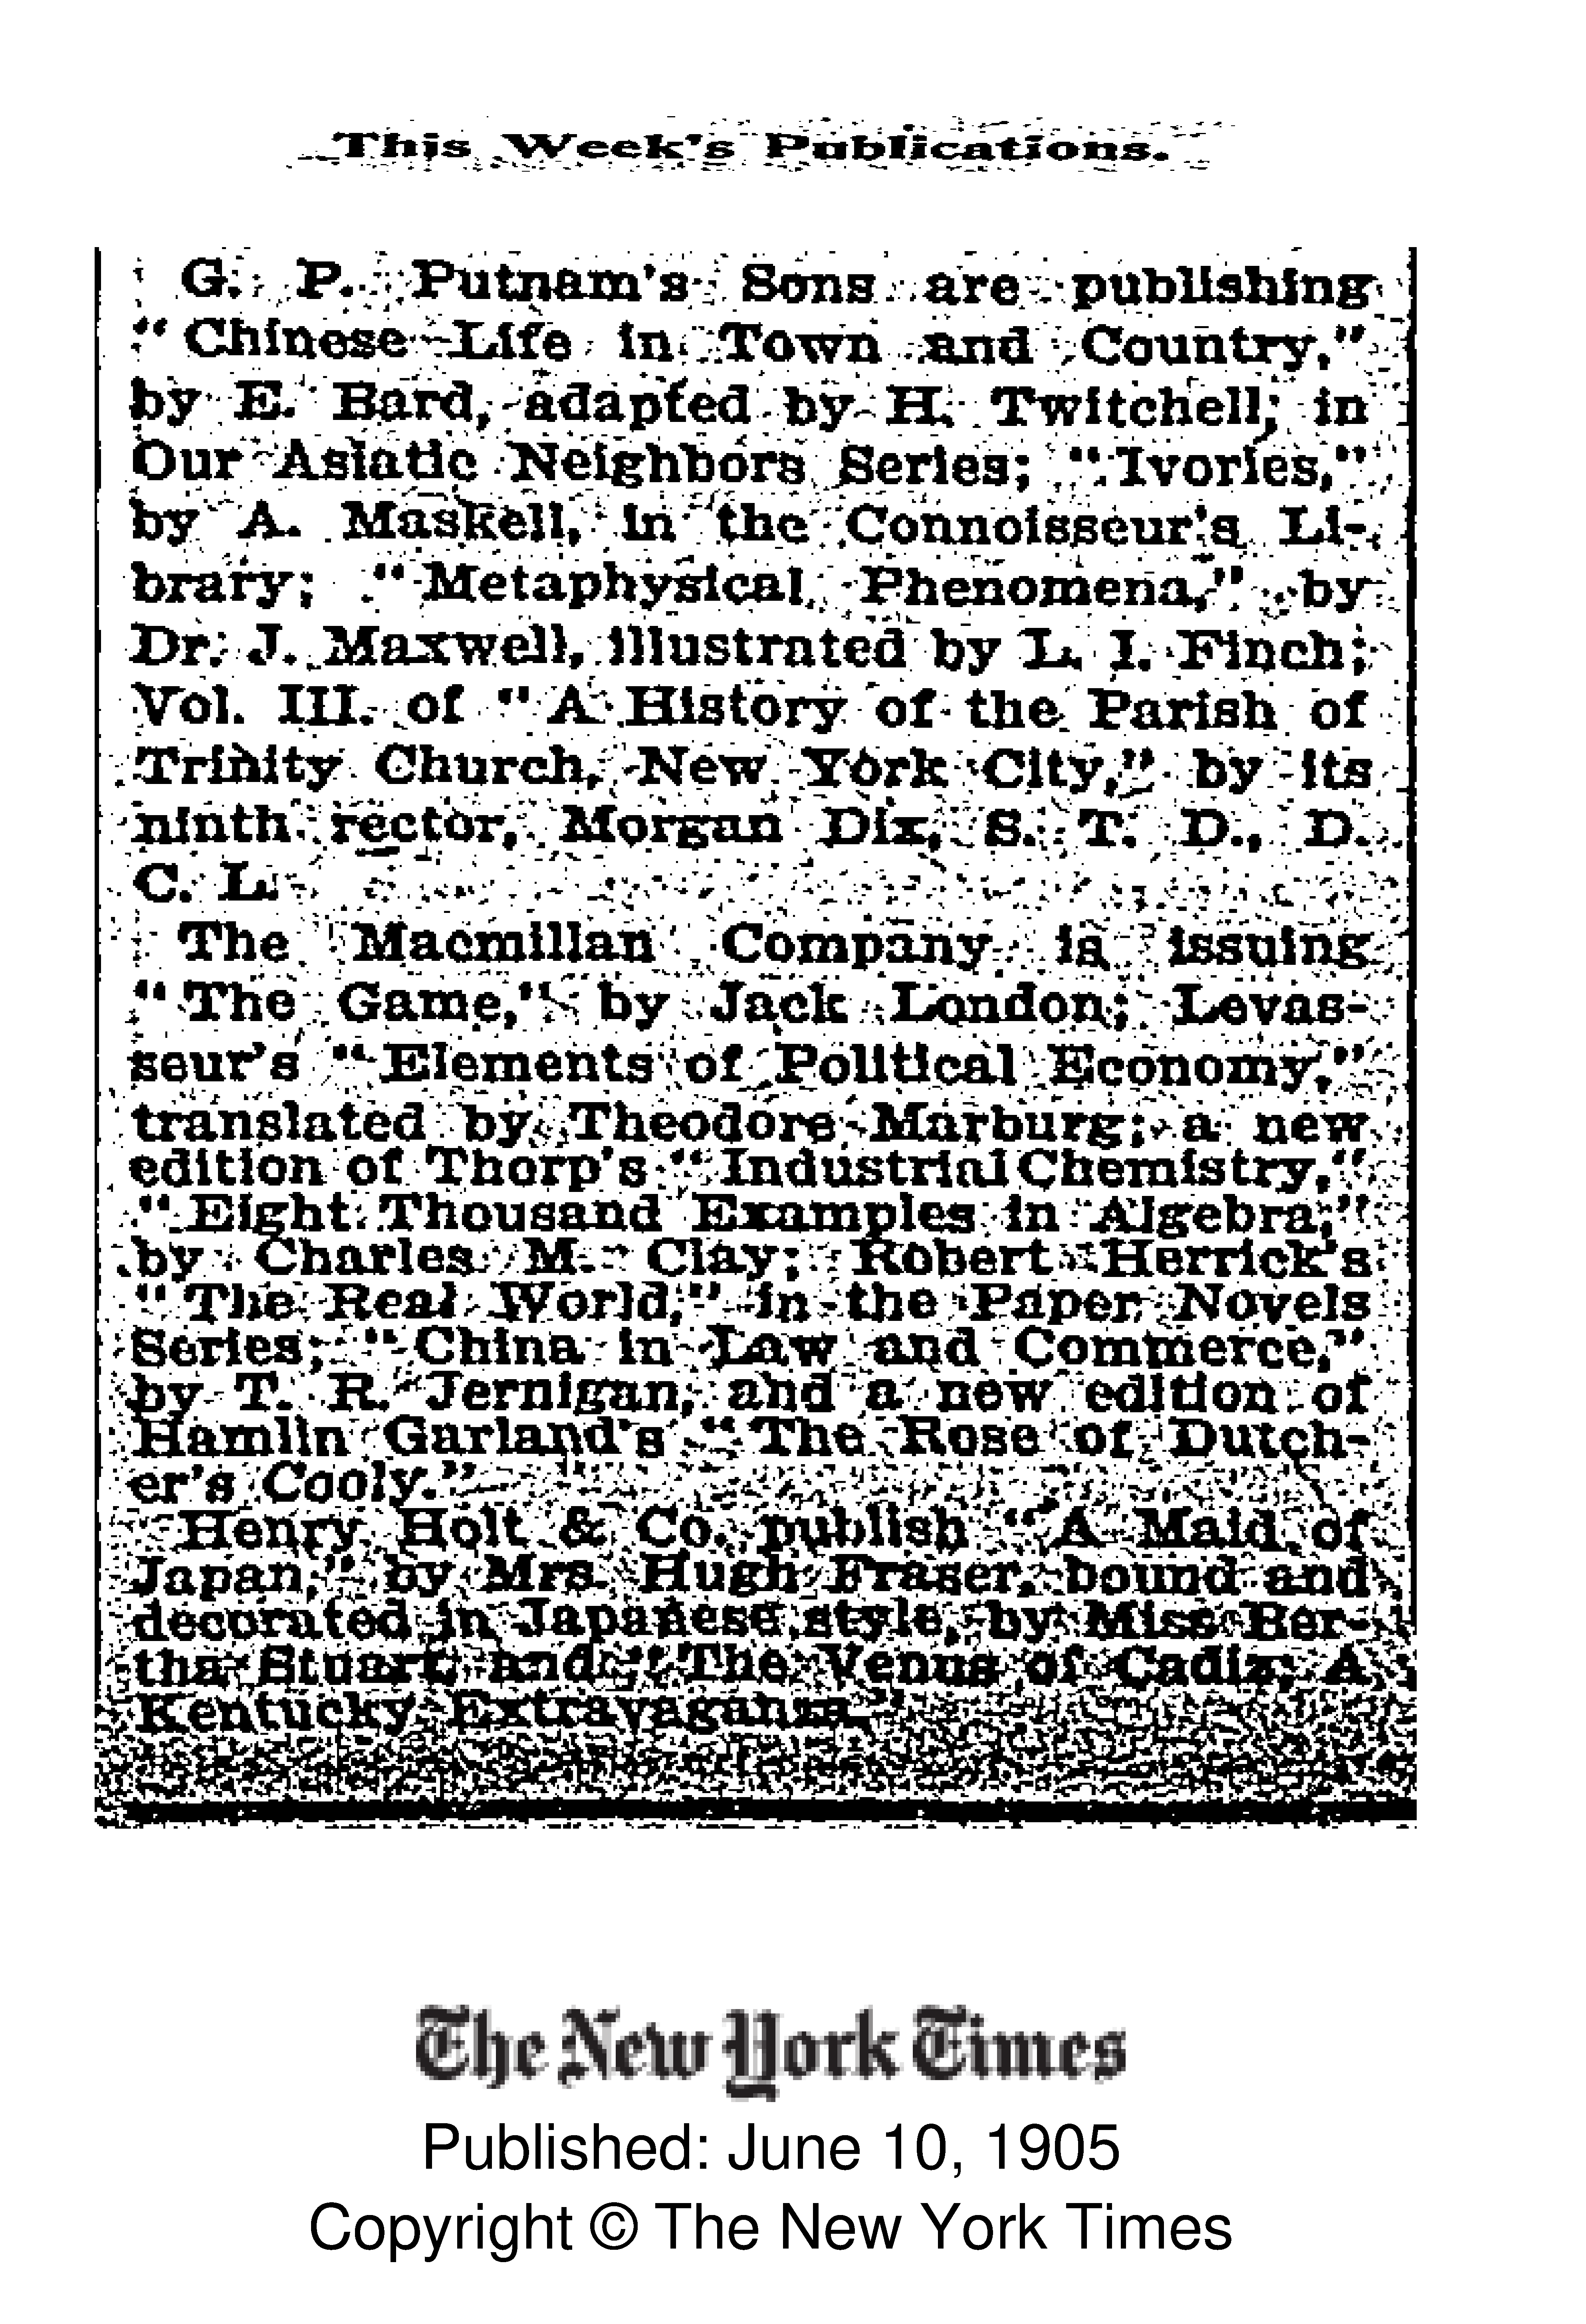 This Week's Publications.
G. P. Putnam's Sons are publishing
"Chinese Life in Town and Country,"
by E. Bard, adapted by H. Twitchell; in
Our Asiatic Neighbors Series; "Ivories,"
by A. Maskell, in the Connoisseur's Li-
brary; "Metaphysical Phenomena," by
Dr. J. Maxwell, illustrated by L. I. Finch;
Vol. III. of "A History of the Parish of
Trinity Church, New York City," by its
ninth rector, Morgan Dix, S. T. D., D.
C. L.
The Macmillan Company is issuing
"The Game," by Jack London; Levas-
seur's "Elements of Political Economy,"
translated by Theodore Marburg; a new
edition of Thorp's "Industrial Chemistry,"
"Eight Thousand Examples in Algebra,"
by Charles M. Clay; Robert Herrick's
"The Real World," in the Paper Novels
Series; "China in Law and Commerce,"
by T. R. Jernigan, and a new edition of
Hamlin Garland's "The Rose of Dutch-
er's Cooly."
Henry Holt & Co. publish "A Maid of
Japan," by Mrs. Hugh Fraser, bound and
decorated in Japanese style, by Miss Ber-
tha Stuart, and "The Venus of Cadiz; A
Kentucky Extravaganza."
The New York Times
Published: June 10, 1905
Copyright © The New York Times